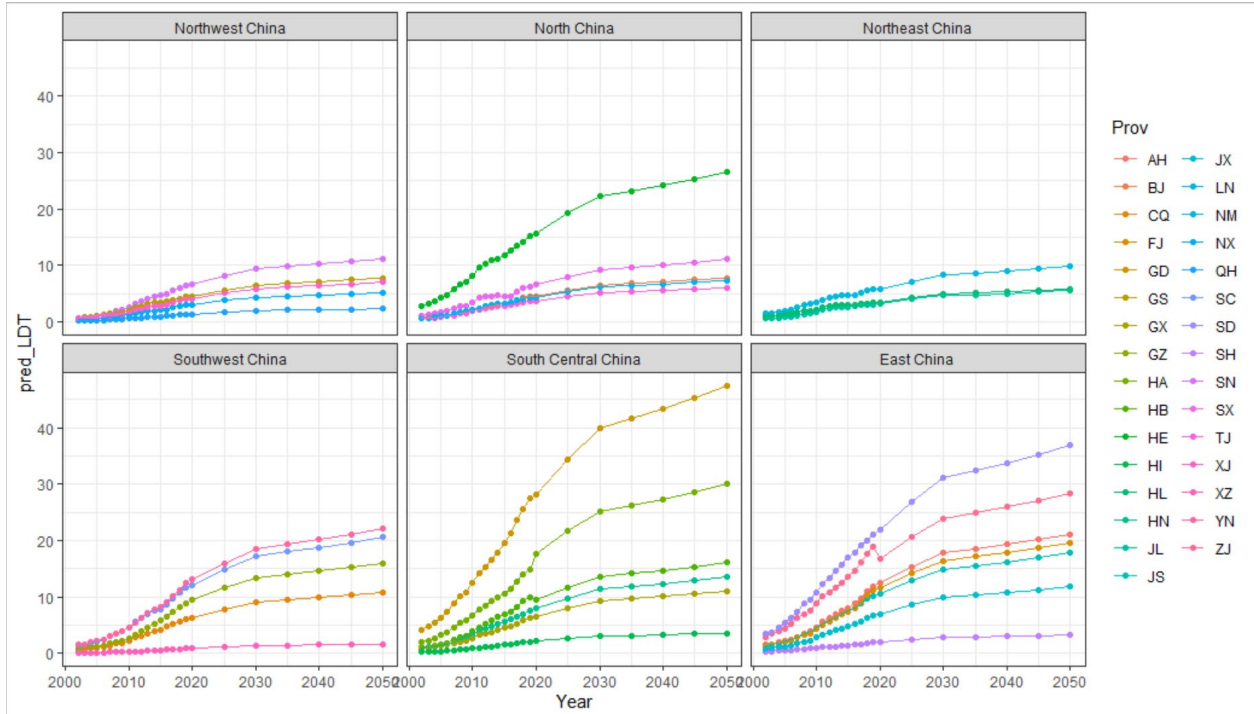 Northwest China
North China
Northeast China
40
30
20
10
0
Southwest China
South Central China
East China
40
30
20
10
0
2000 2010 2020 2030 2040 2050
2000 2010 2020 2030 2040 2050
2000 2010 2020 2030 2040 2050
Year
pred_LDT
Prov
AH JX
BJ LN
CQ NM
FJ NX
GD QH
GS SC
GX SD
GZ SH
HA SN
HB SX
HE TJ
HI XJ
HL XZ
HN YN
JL ZJ
JS